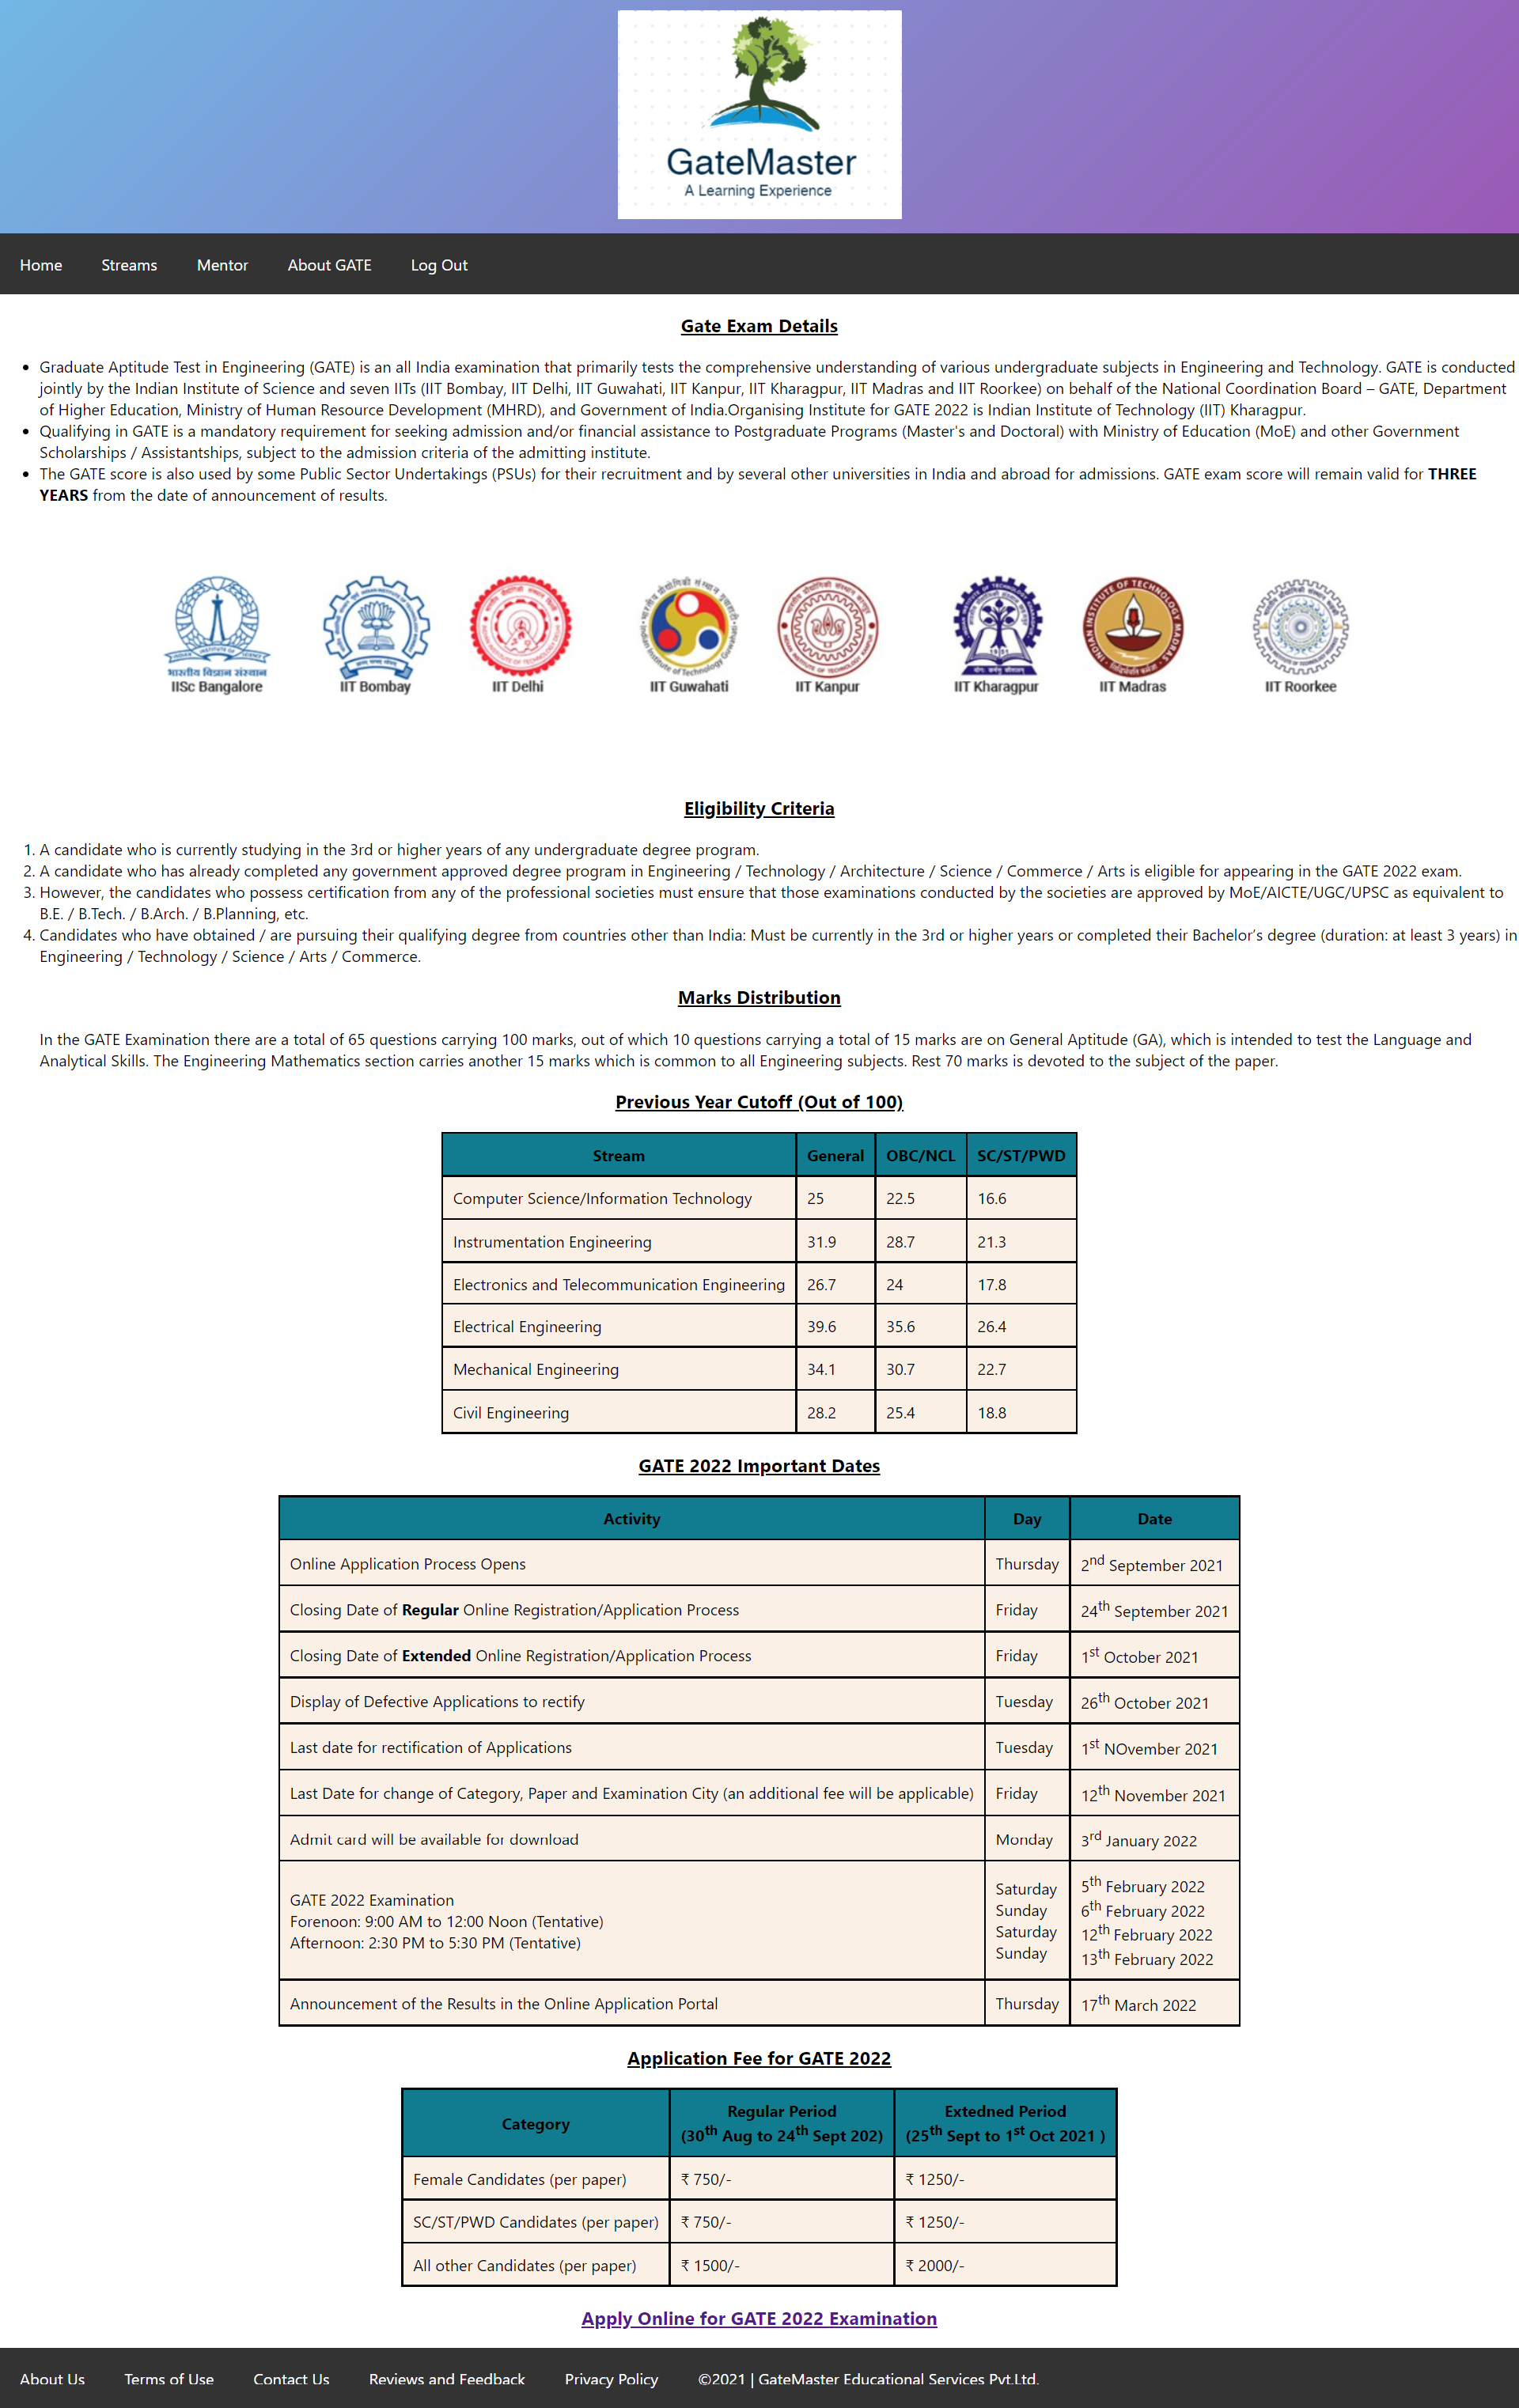 GateMaster
A Learning Experience
Home Streams Mentor About GATE Log Out
Gate Exam Details
• Graduate Aptitude Test in Engineering (GATE) is an all India examination that primarily tests the comprehensive understanding of various undergraduate subjects in Engineering and Technology. GATE is conducted
jointly by the Indian Institute of Science and seven IITs (IIT Bombay, IIT Delhi, IIT Guwahati, IIT Kanpur, IIT Kharagpur, IIT Madras and IIT Roorkee) on behalf of the National Coordination Board – GATE, Department
of Higher Education, Ministry of Human Resource Development (MHRD), and Government of India.Organising Institute for GATE 2022 is Indian Institute of Technology (IIT) Kharagpur.
• Qualifying in GATE is a mandatory requirement for seeking admission and/or financial assistance to Postgraduate Programs (Master's and Doctoral) with Ministry of Education (MoE) and other Government
Scholarships / Assistantships, subject to the admission criteria of the admitting institute.
• The GATE score is also used by some Public Sector Undertakings (PSUs) for their recruitment and by several other universities in India and abroad for admissions. GATE exam score will remain valid for THREE
YEARS from the date of announcement of results.
भारतीय विज्ञान संस्थान
IISc Bangalore IIT Bombay IIT Delhi IIT Guwahati IIT Kanpur IIT Kharagpur IIT Madras IIT Roorkee
Eligibility Criteria
1. A candidate who is currently studying in the 3rd or higher years of any undergraduate degree program.
2. A candidate who has already completed any government approved degree program in Engineering / Technology / Architecture / Science / Commerce / Arts is eligible for appearing in the GATE 2022 exam.
3. However, the candidates who possess certification from any of the professional societies must ensure that those examinations conducted by the societies are approved by MoE/AICTE/UGC/UPSC as equivalent to
B.E. / B.Tech. / B.Arch. / B.Planning, etc.
4. Candidates who have obtained / are pursuing their qualifying degree from countries other than India: Must be currently in the 3rd or higher years or completed their Bachelor’s degree (duration: at least 3 years) in
Engineering / Technology / Science / Arts / Commerce.
Marks Distribution
In the GATE Examination there are a total of 65 questions carrying 100 marks, out of which 10 questions carrying a total of 15 marks are on General Aptitude (GA), which is intended to test the Language and
Analytical Skills. The Engineering Mathematics section carries another 15 marks which is common to all Engineering subjects. Rest 70 marks is devoted to the subject of the paper.
Previous Year Cutoff (Out of 100)
Stream General OBC/NCL SC/ST/PWD
Computer Science/Information Technology 25 22.5 16.6
Instrumentation Engineering 31.9 28.7 21.3
Electronics and Telecommunication Engineering 26.7 24 17.8
Electrical Engineering 39.6 35.6 26.4
Mechanical Engineering 34.1 30.7 22.7
Civil Engineering 28.2 25.4 18.8
GATE 2022 Important Dates
Activity Day Date
Online Application Process Opens Thursday 2nd September 2021
Closing Date of Regular Online Registration/Application Process Friday 24th September 2021
Closing Date of Extended Online Registration/Application Process Friday 1st October 2021
Display of Defective Applications to rectify Tuesday 26th October 2021
Last date for rectification of Applications Tuesday 1st NOvember 2021
Last Date for change of Category, Paper and Examination City (an additional fee will be applicable) Friday 12th November 2021
Admit card will be available for download Monday 3rd January 2022
GATE 2022 Examination
Forenoon: 9:00 AM to 12:00 Noon (Tentative)
Afternoon: 2:30 PM to 5:30 PM (Tentative)
Saturday 5th February 2022
Sunday 6th February 2022
Saturday 12th February 2022
Sunday 13th February 2022
Announcement of the Results in the Online Application Portal Thursday 17th March 2022
Application Fee for GATE 2022
Category
Regular Period
(30th Aug to 24th Sept 202)
Extedned Period
(25th Sept to 1st Oct 2021 )
Female Candidates (per paper) ₹ 750/- ₹ 1250/-
SC/ST/PWD Candidates (per paper) ₹ 750/- ₹ 1250/-
All other Candidates (per paper) ₹ 1500/- ₹ 2000/-
Apply Online for GATE 2022 Examination
About Us Terms of Use Contact Us Reviews and Feedback Privacy Policy ©2021 | GateMaster Educational Services Pvt.Ltd.